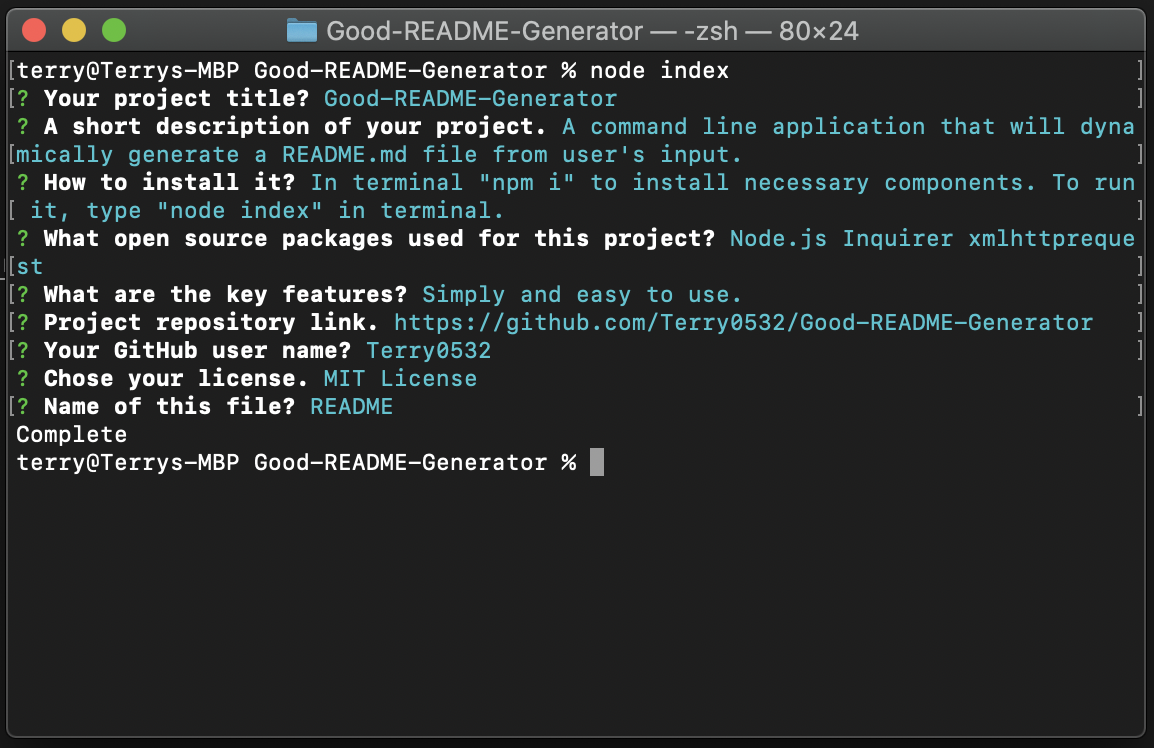 Good-README-Generator — -zsh — 80×24
[terry@Terrys-MBP Good-README-Generator % node index ]
[? Your project title? Good-README-Generator ]
? A short description of your project. A command line application that will dyna
[mically generate a README.md file from user's input. ]
? How to install it? In terminal "npm i" to install necessary components. To run
[ it, type "node index" in terminal. ]
? What open source packages used for this project? Node.js Inquirer xmlhttpreque
[st ]
[? What are the key features? Simply and easy to use. ]
[? Project repository link. https://github.com/Terry0532/Good-README-Generator ]
[? Your GitHub user name? Terry0532 ]
? Chose your license. MIT License
[? Name of this file? README ]
Complete
terry@Terrys-MBP Good-README-Generator %